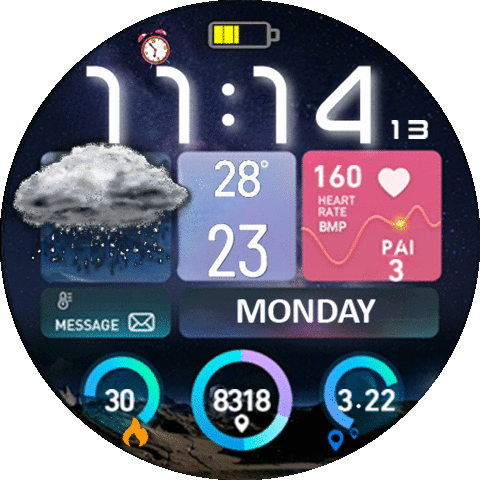 11:14 13
28°
23
160
HEART
RATE
BMP
PAI
3
MESSAGE
MONDAY
30
8318
3.22